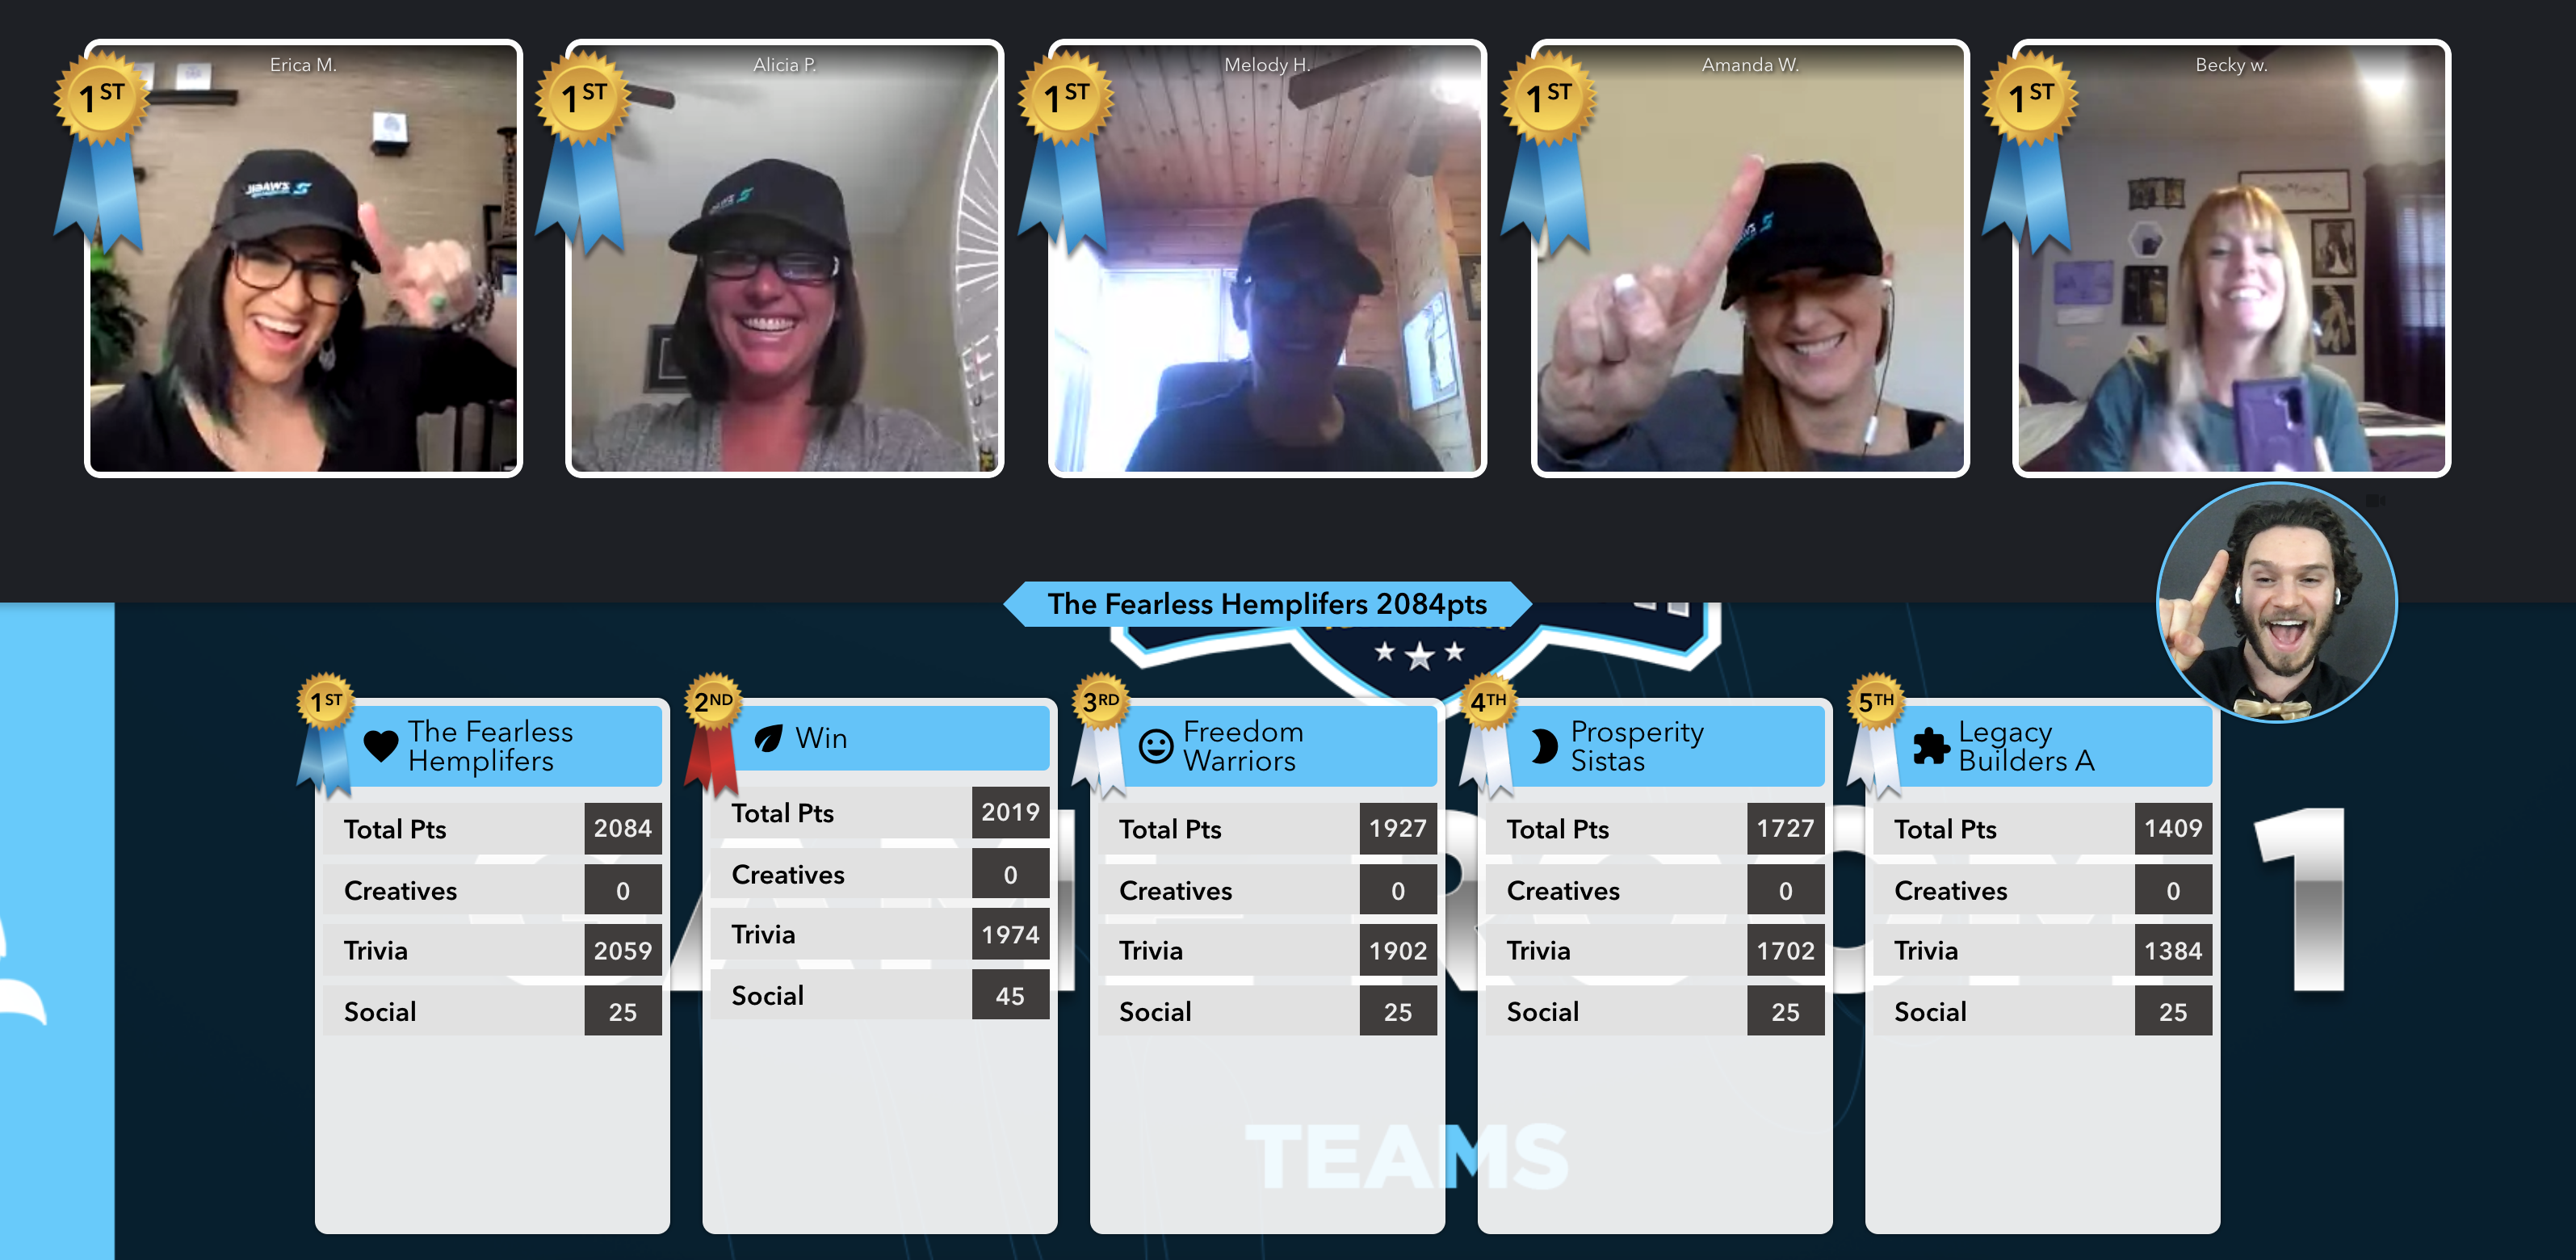 Erica M.
Alicia P.
Melody H.
Amanda W.
Becky w.
1ST
1ST
1ST
1ST
1ST
The Fearless Hemplifers 2084pts
1ST
The Fearless
Hemplifers
Total Pts 2084
Creatives 0
Trivia 2059
Social 25
2ND
Win
Total Pts 2019
Creatives 0
Trivia 1974
Social 45
3RD
Freedom
Warriors
Total Pts 1927
Creatives 0
Trivia 1902
Social 25
4TH
Prosperity
Sistas
Total Pts 1727
Creatives 0
Trivia 1702
Social 25
5TH
Legacy
Builders A
Total Pts 1409
Creatives 0
Trivia 1384
Social 25
1
TEAMS